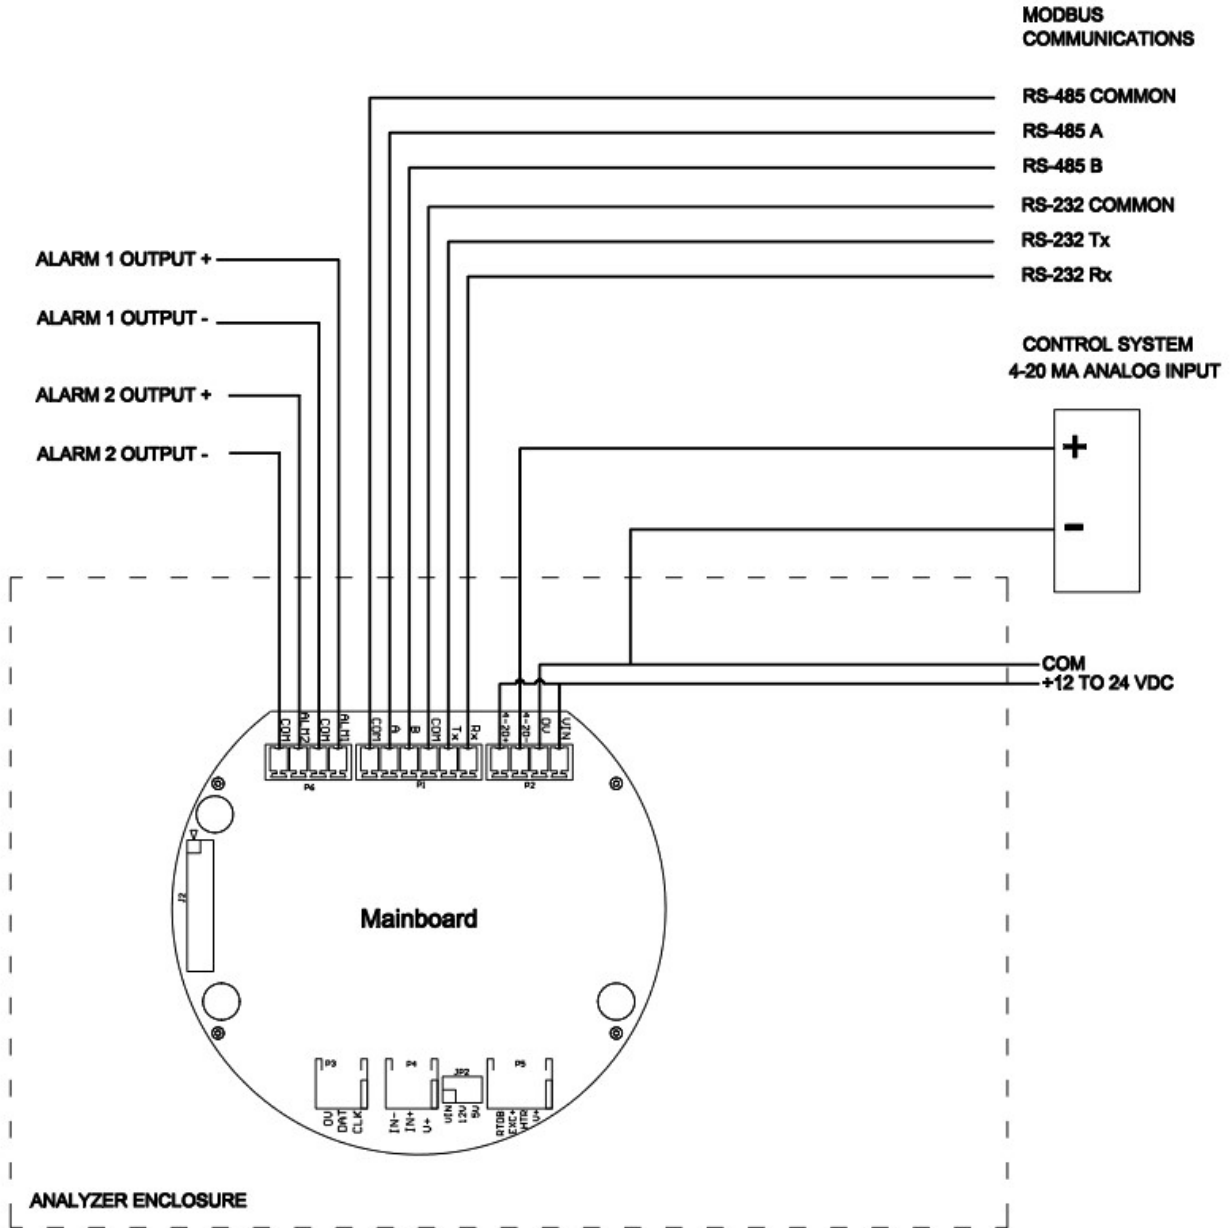 MODBUS
COMMUNICATIONS
RS-485 COMMON
RS-485 A
RS-485 B
RS-232 COMMON
RS-232 Tx
RS-232 Rx
ALARM 1 OUTPUT +
ALARM 1 OUTPUT -
ALARM 2 OUTPUT +
ALARM 2 OUTPUT -
CONTROL SYSTEM
4-20 MA ANALOG INPUT
+
-
COM
+12 TO 24 VDC
COM
ALM2
COM
ALM1
COM
A
B
COM
Tx
Rx
4-20+
4-20-
0V
VIN
P6
P1
P2
J2
Mainboard
P3
P4
JP2
P5
0V
DAT
CLK
IN-
IN+
V+
VIN
12V
5V
RTDB
EXC+
HTR
V+
ANALYZER ENCLOSURE